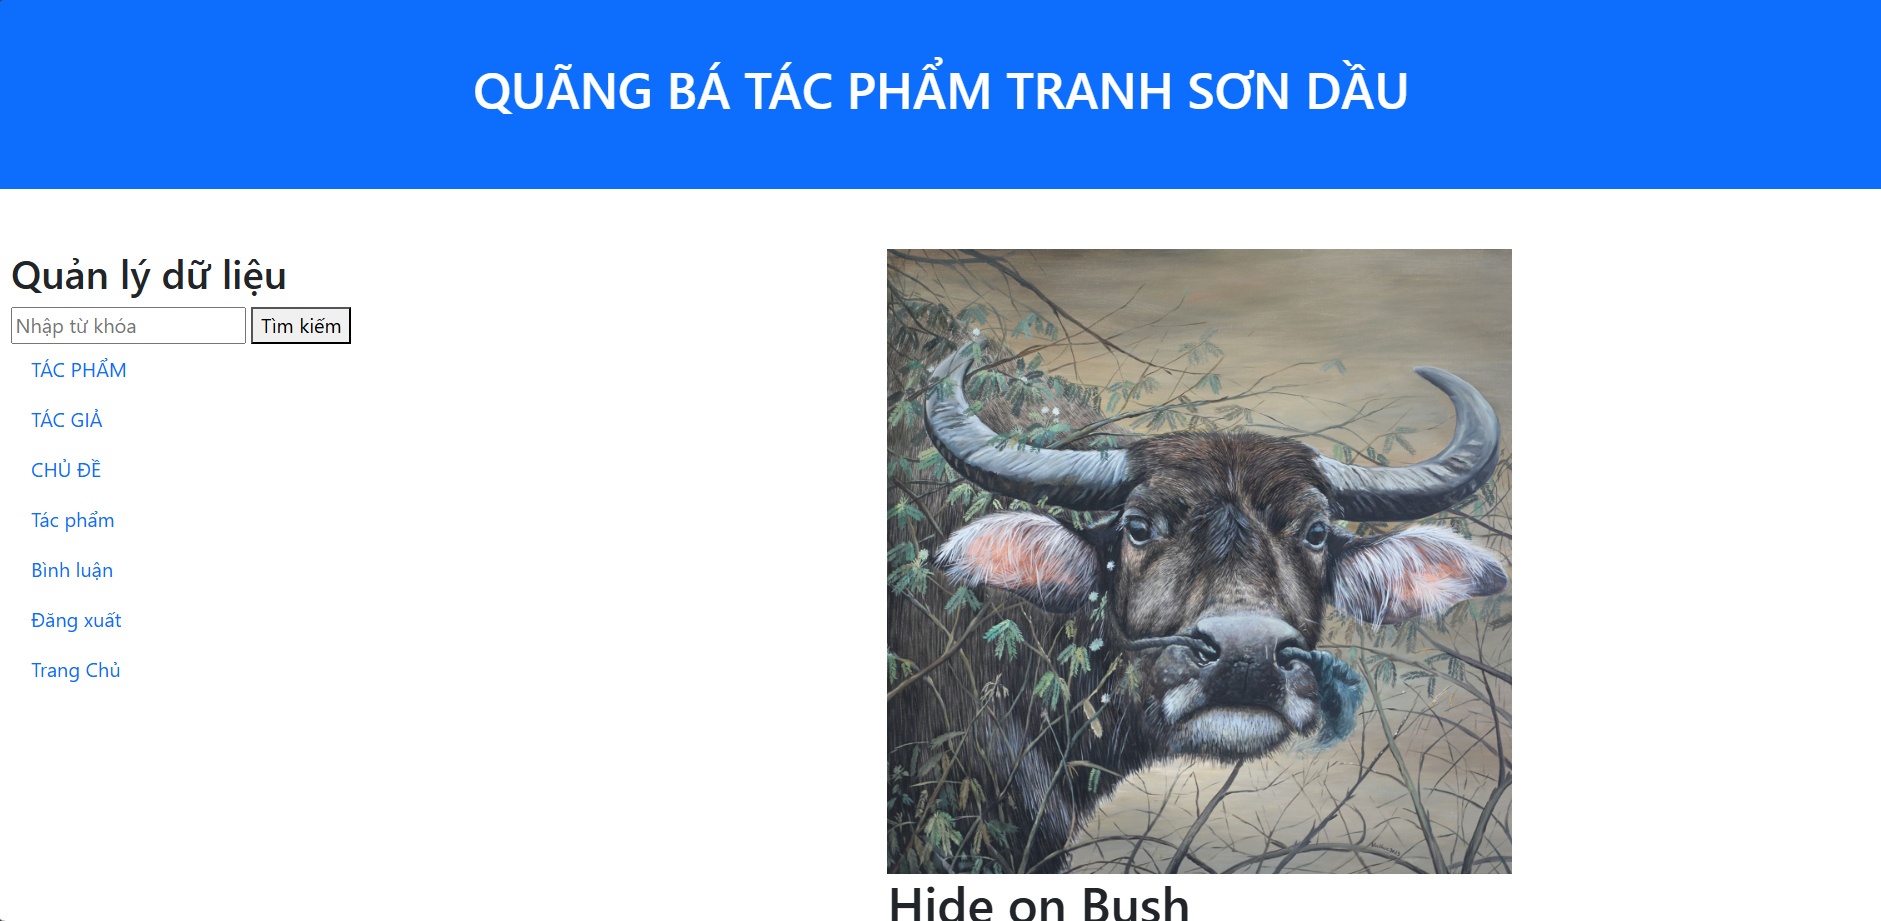 QUÃNG BÁ TÁC PHẨM TRANH SƠN DẦU
Quản lý dữ liệu
Nhập từ khóa
Tìm kiếm
TÁC PHẨM
TÁC GIẢ
CHỦ ĐỀ
Tác phẩm
Bình luận
Đăng xuất
Trang Chủ
Hide on Bush